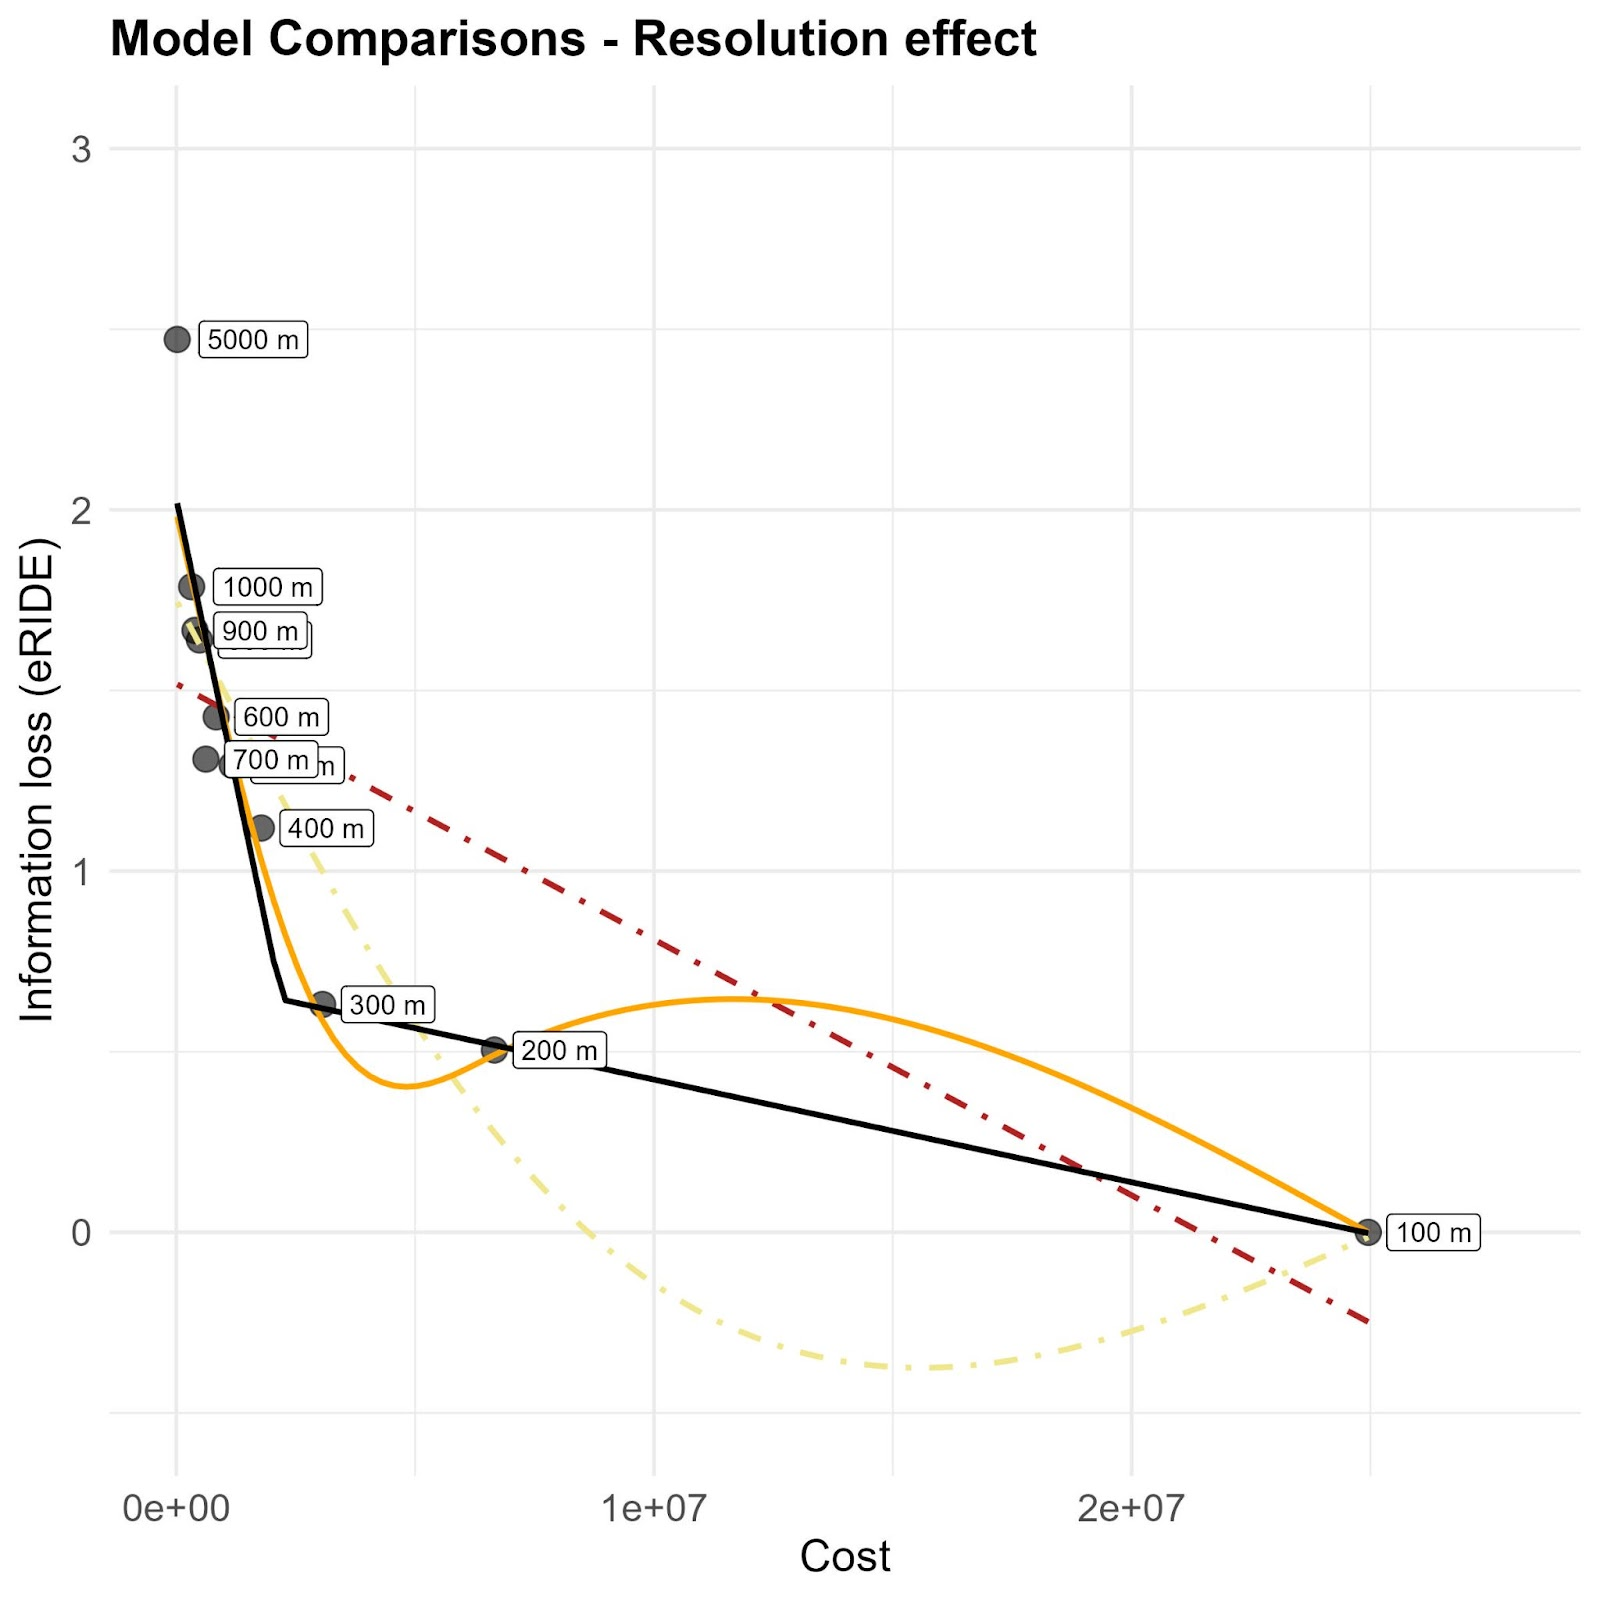 Model Comparisons - Resolution effect
3
5000 m
2
1000 m
900 m
600 m
700 m
m
400 m
1
300 m
200 m
100 m
0
0e+00
1e+07
2e+07
Cost
Information loss (eRIDE)